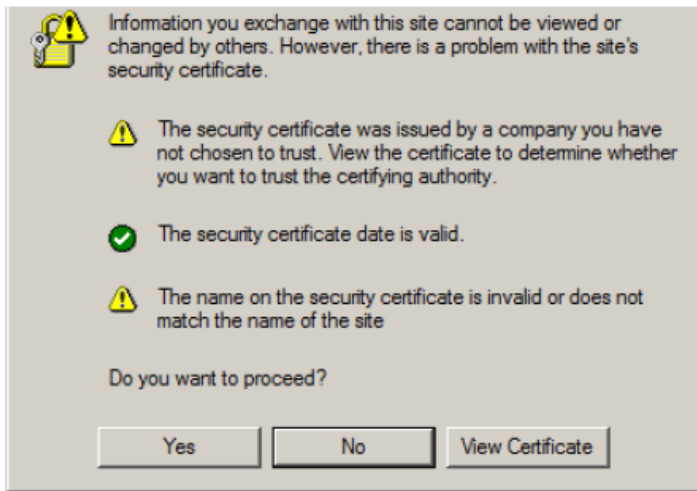 Information you exchange with this site cannot be viewed or
changed by others. However, there is a problem with the site's
security certificate.
The security certificate was issued by a company you have
not chosen to trust. View the certificate to determine whether
you want to trust the certifying authority.
The security certificate date is valid.
The name on the security certificate is invalid or does not
match the name of the site
Do you want to proceed?
Yes No View Certificate